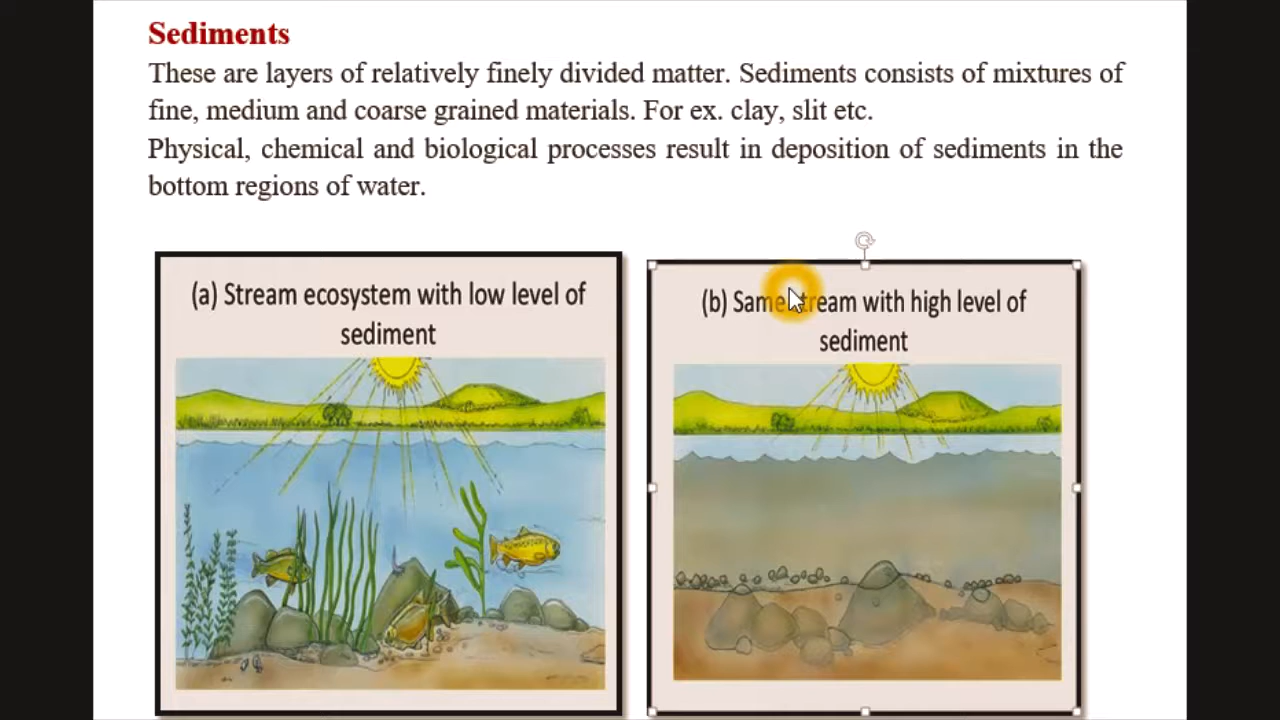 Sediments
These are layers of relatively finely divided matter. Sediments consists of mixtures of
fine, medium and coarse grained materials. For ex. clay, slit etc.
Physical, chemical and biological processes result in deposition of sediments in the
bottom regions of water.
(a) Stream ecosystem with low level of
sediment
(b) Same stream with high level of
sediment